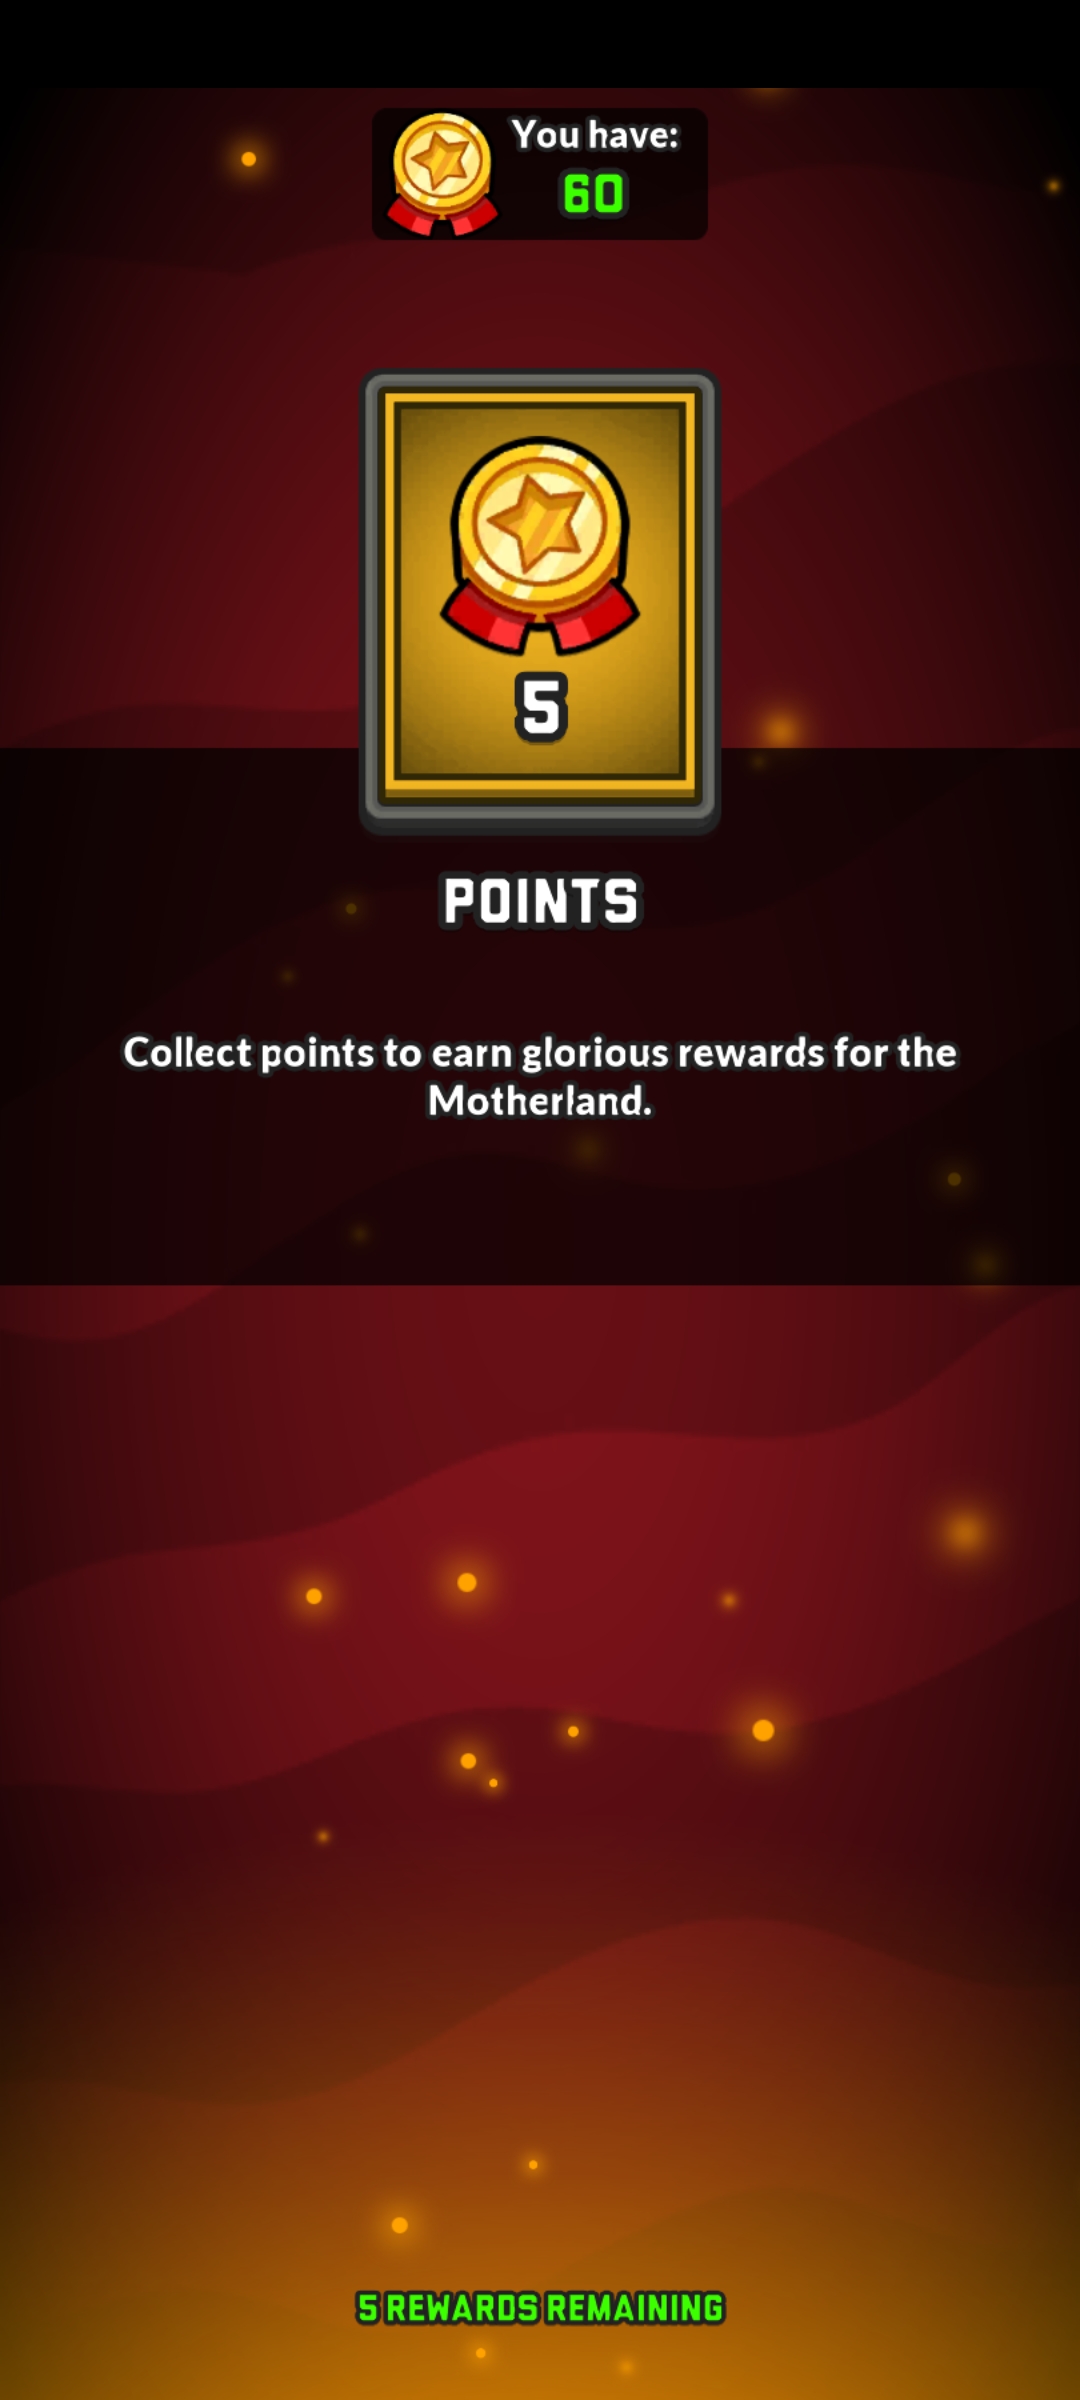 You have:
60
5
POINTS
Collect points to earn glorious rewards for the
Motherland.
5 REWARDS REMAINING